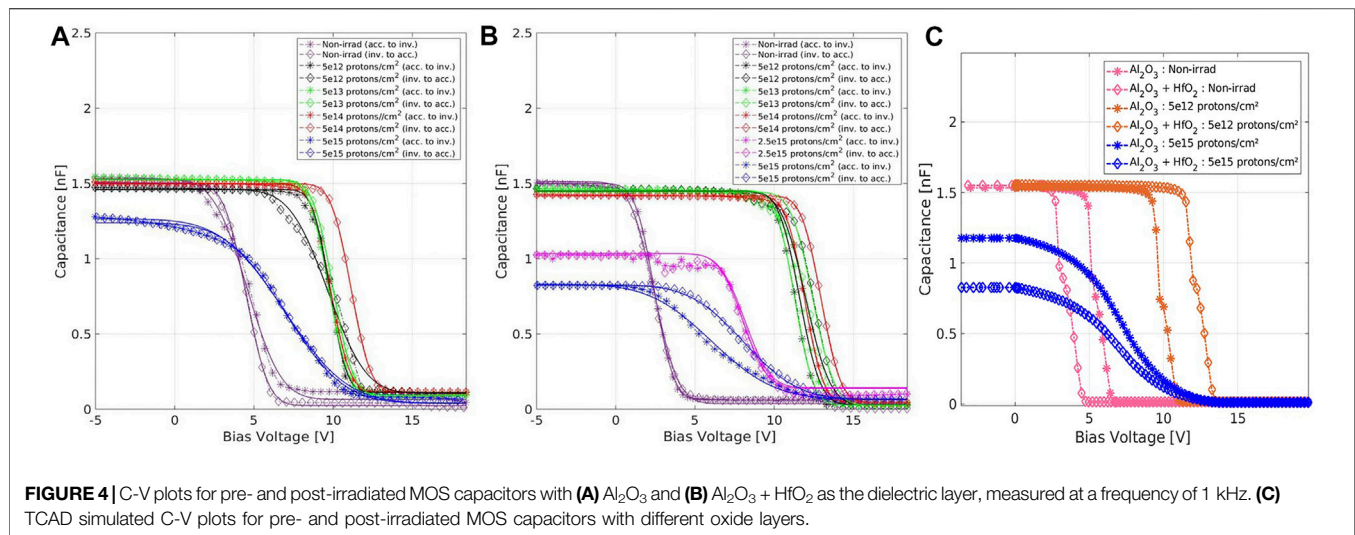 A
2.5
2
1.5
1
0.5
0
-5
0
5
10
15
Capacitance [nF]
Bias Voltage [V]
Non-irrad (acc. to inv.)
Non-irrad (inv. to acc.)
5e12 protons/cm² (acc. to inv.)
5e12 protons/cm² (inv. to acc.)
5e13 protons/cm² (acc. to inv.)
5e13 protons/cm² (inv. to acc.)
5e14 protons//cm² (acc. to inv.)
5e14 protons/cm² (inv. to acc.)
5e15 protons/cm² (acc. to inv.)
5e15 protons/cm² (inv. to acc.)
B
2.5
2
1.5
1
0.5
0
-5
0
5
10
15
Capacitance [nF]
Bias Voltage [V]
Non-irrad (acc. to inv.)
Non-irrad (inv. to acc.)
5e12 protons/cm² (acc. to inv.)
5e12 protons/cm² (inv. to acc.)
5e13 protons/cm² (acc. to inv.)
5e13 protons/cm² (inv. to acc.)
5e14 protons/cm² (acc. to inv.)
5e14 protons/cm² (inv. to acc.)
2.5e15 protons/cm² (acc. to inv.)
2.5e15 protons/cm² (inv. to acc.)
5e15 protons/cm² (acc. to inv.)
5e15 protons/cm² (inv. to acc.)
C
2
1.5
1
0.5
0
0
5
10
15
Capacitance [nF]
Bias Voltage [V]
Al₂O₃ : Non-irrad
Al₂O₃ + HfO₂ : Non-irrad
Al₂O₃ : 5e12 protons/cm²
Al₂O₃ + HfO₂ : 5e12 protons/cm²
Al₂O₃ : 5e15 protons/cm²
Al₂O₃ + HfO₂ : 5e15 protons/cm²
FIGURE 4 | C-V plots for pre- and post-irradiated MOS capacitors with (A) Al₂O₃ and (B) Al₂O₃ + HfO₂ as the dielectric layer, measured at a frequency of 1 kHz. (C)
TCAD simulated C-V plots for pre- and post-irradiated MOS capacitors with different oxide layers.